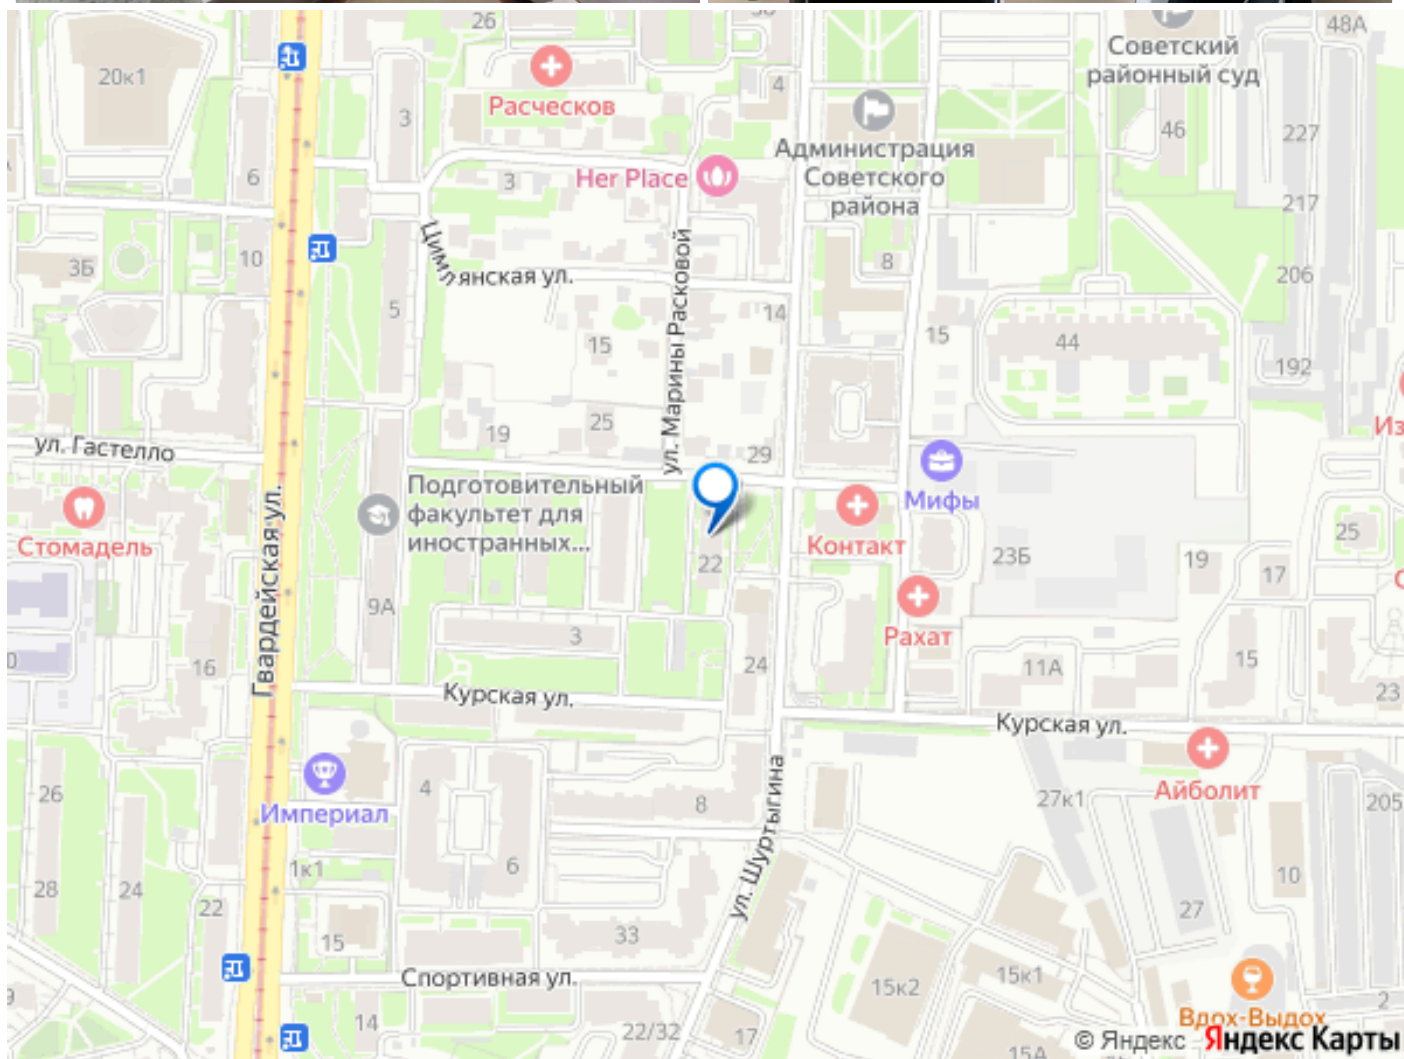 26
48А
Советский
районный суд
20к1
Расческов
4
3
Администрация
Советского
района
46
227
6
3
Her Place
217
Цимлянская ул.
ул. Марины Расковой
3Б
10
8
206
5
14
15
15
44
192
25
19
ул. Гастелло
29
Из
Подготовительный
факультет для
иностранных...
Мифы
Стомадель
Контакт
22
23Б
25
19
17
9А
Гвардейская ул.
3
Рахат
16
24
11А
15
Курская ул.
23
Курская ул.
Айболит
Империал
4
8
27к1
205
26
ул. Шуртыгина
1к1
6
10
28
24
22
27
15
33
Спортивная ул.
15к2
15к1
14
22/32
17
2
Вдох-Выдох
15А
© Яндекс Яндекс Карты